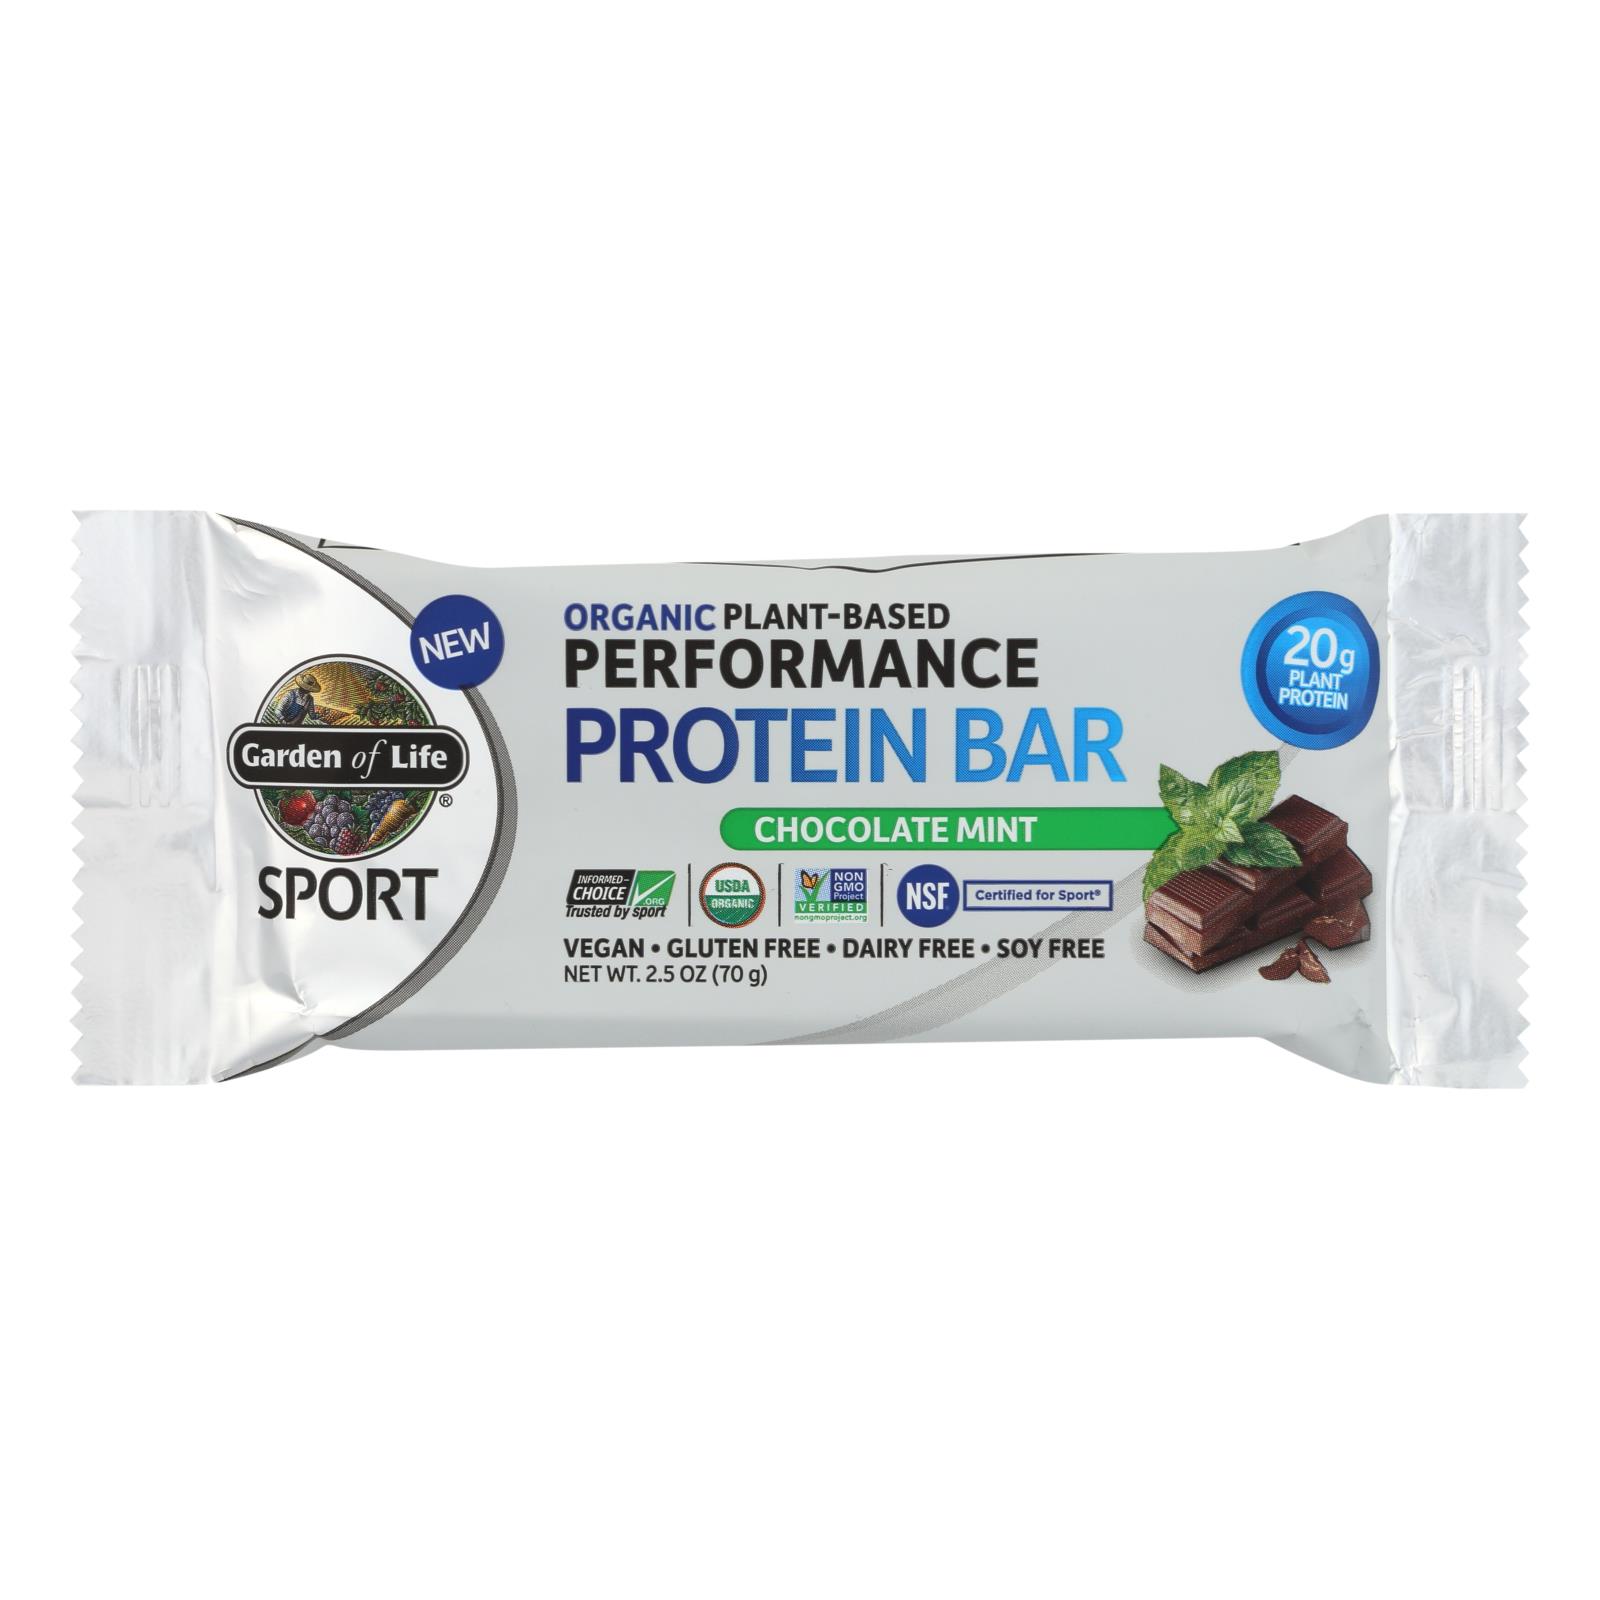 NEW
Garden of Life
®
SPORT
ORGANIC PLANT-BASED
PERFORMANCE
PROTEIN BAR
20g
PLANT
PROTEIN
CHOCOLATE MINT
INFORMED-
CHOICE
.ORG
Trusted by sport
USDA
ORGANIC
NON
GMO
Project
VERIFIED
nongmoproject.org
NSF
Certified for Sport®
VEGAN • GLUTEN FREE • DAIRY FREE • SOY FREE
NET WT. 2.5 OZ (70 g)